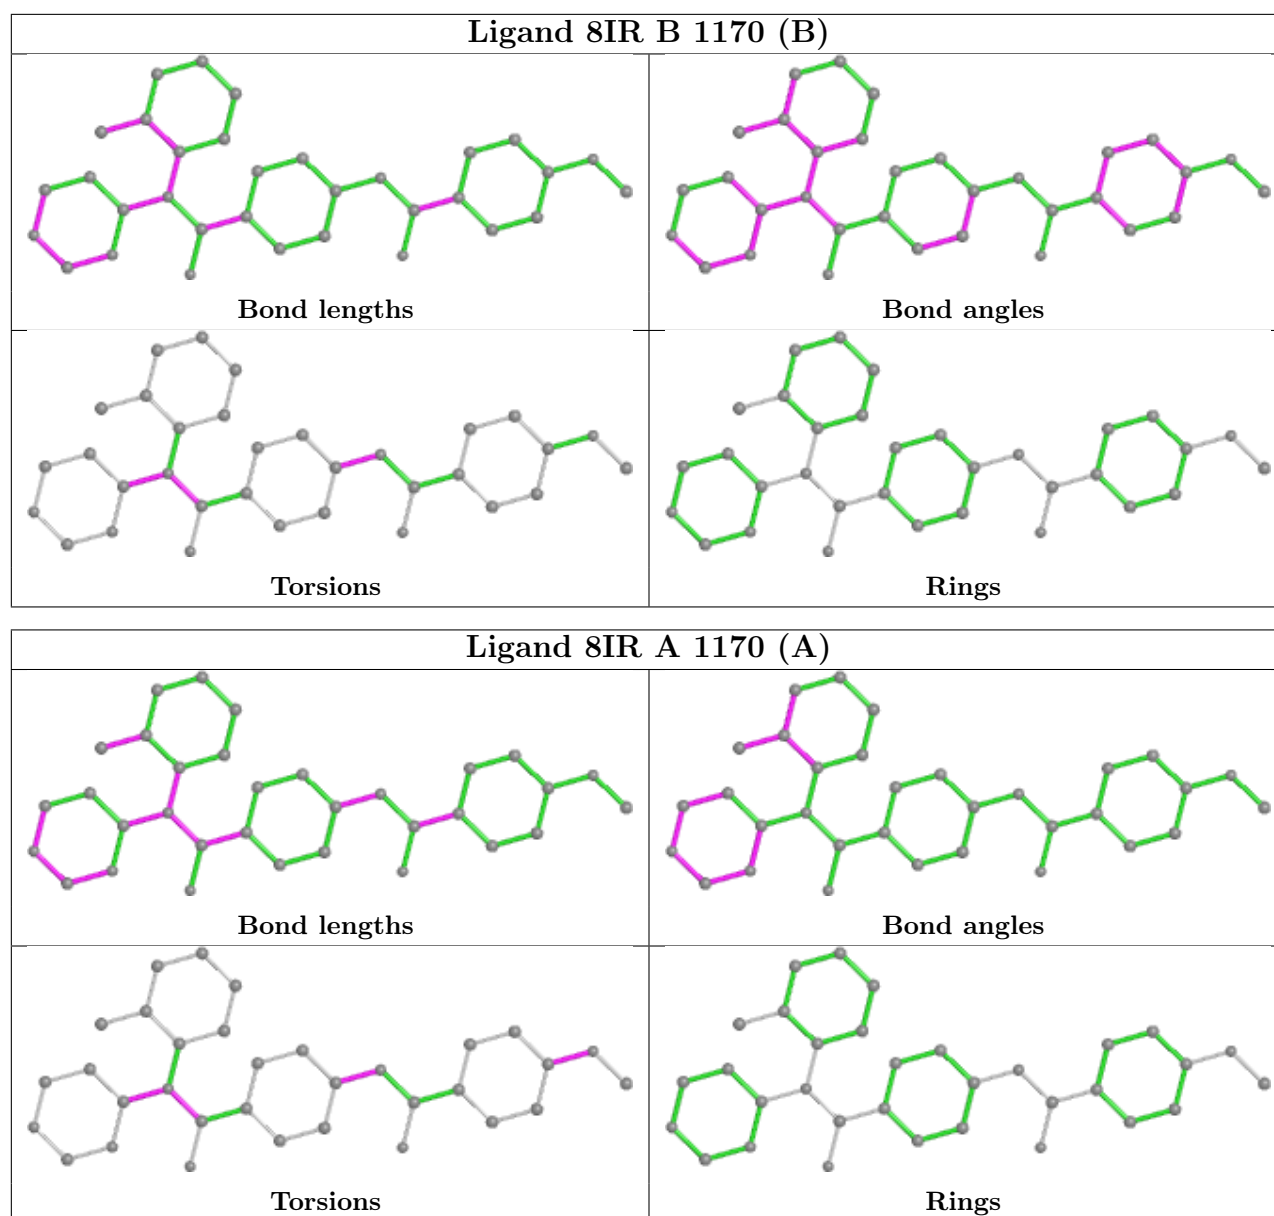 Ligand 8IR B 1170 (B)
Bond lengths
Bond angles
Torsions
Rings
Ligand 8IR A 1170 (A)
Bond lengths
Bond angles
Torsions
Rings